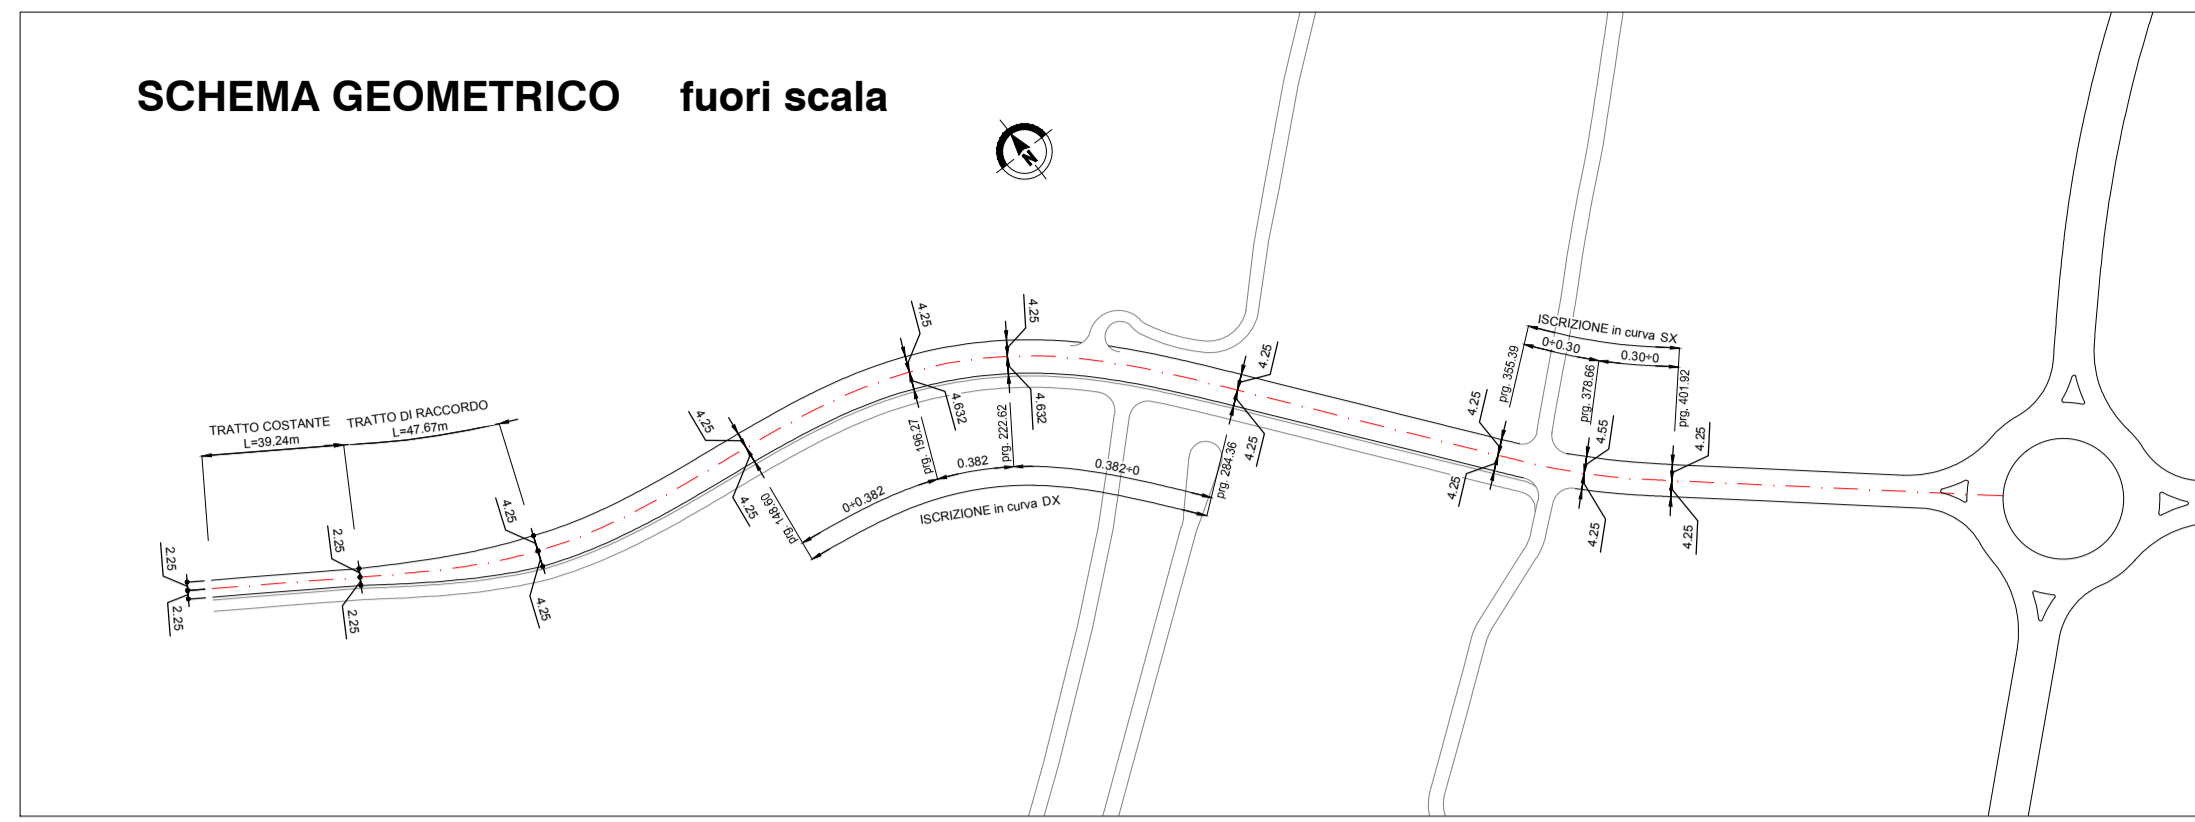 SCHEMA GEOMETRICO fuori scala
N
TRATTO COSTANTE
L=39.24m
TRATTO DI RACCORDO
L=47.67m
2.25
2.25
2.25
2.25
4.25
4.25
4.25
4.25
prg. 148.60
4.25
4.632
prg. 196.27
4.25
4.632
prg. 222.62
0÷0.382
0.382
0.382÷0
ISCRIZIONE in curva DX
4.25
4.25
prg. 284.36
4.25
4.25
prg. 355.39
ISCRIZIONE in curva SX
0÷0.30
0.30÷0
prg. 378.66
4.55
4.25
prg. 401.92
4.25
4.25